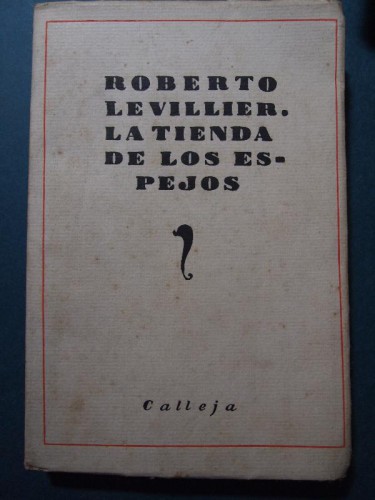 ROBERTO
LEVILLIER.
LA TIENDA
DE LOS ES-
PEJOS
Calleja